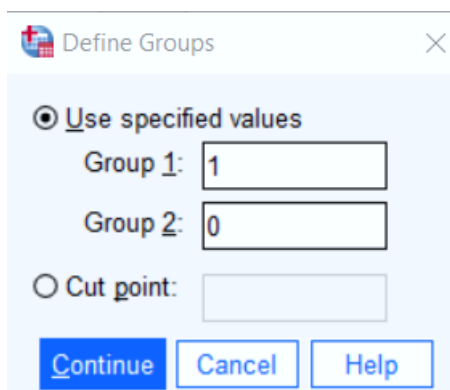 Define Groups
Use specified values
Group 1: 1
Group 2: 0
Cut point:
Continue Cancel Help